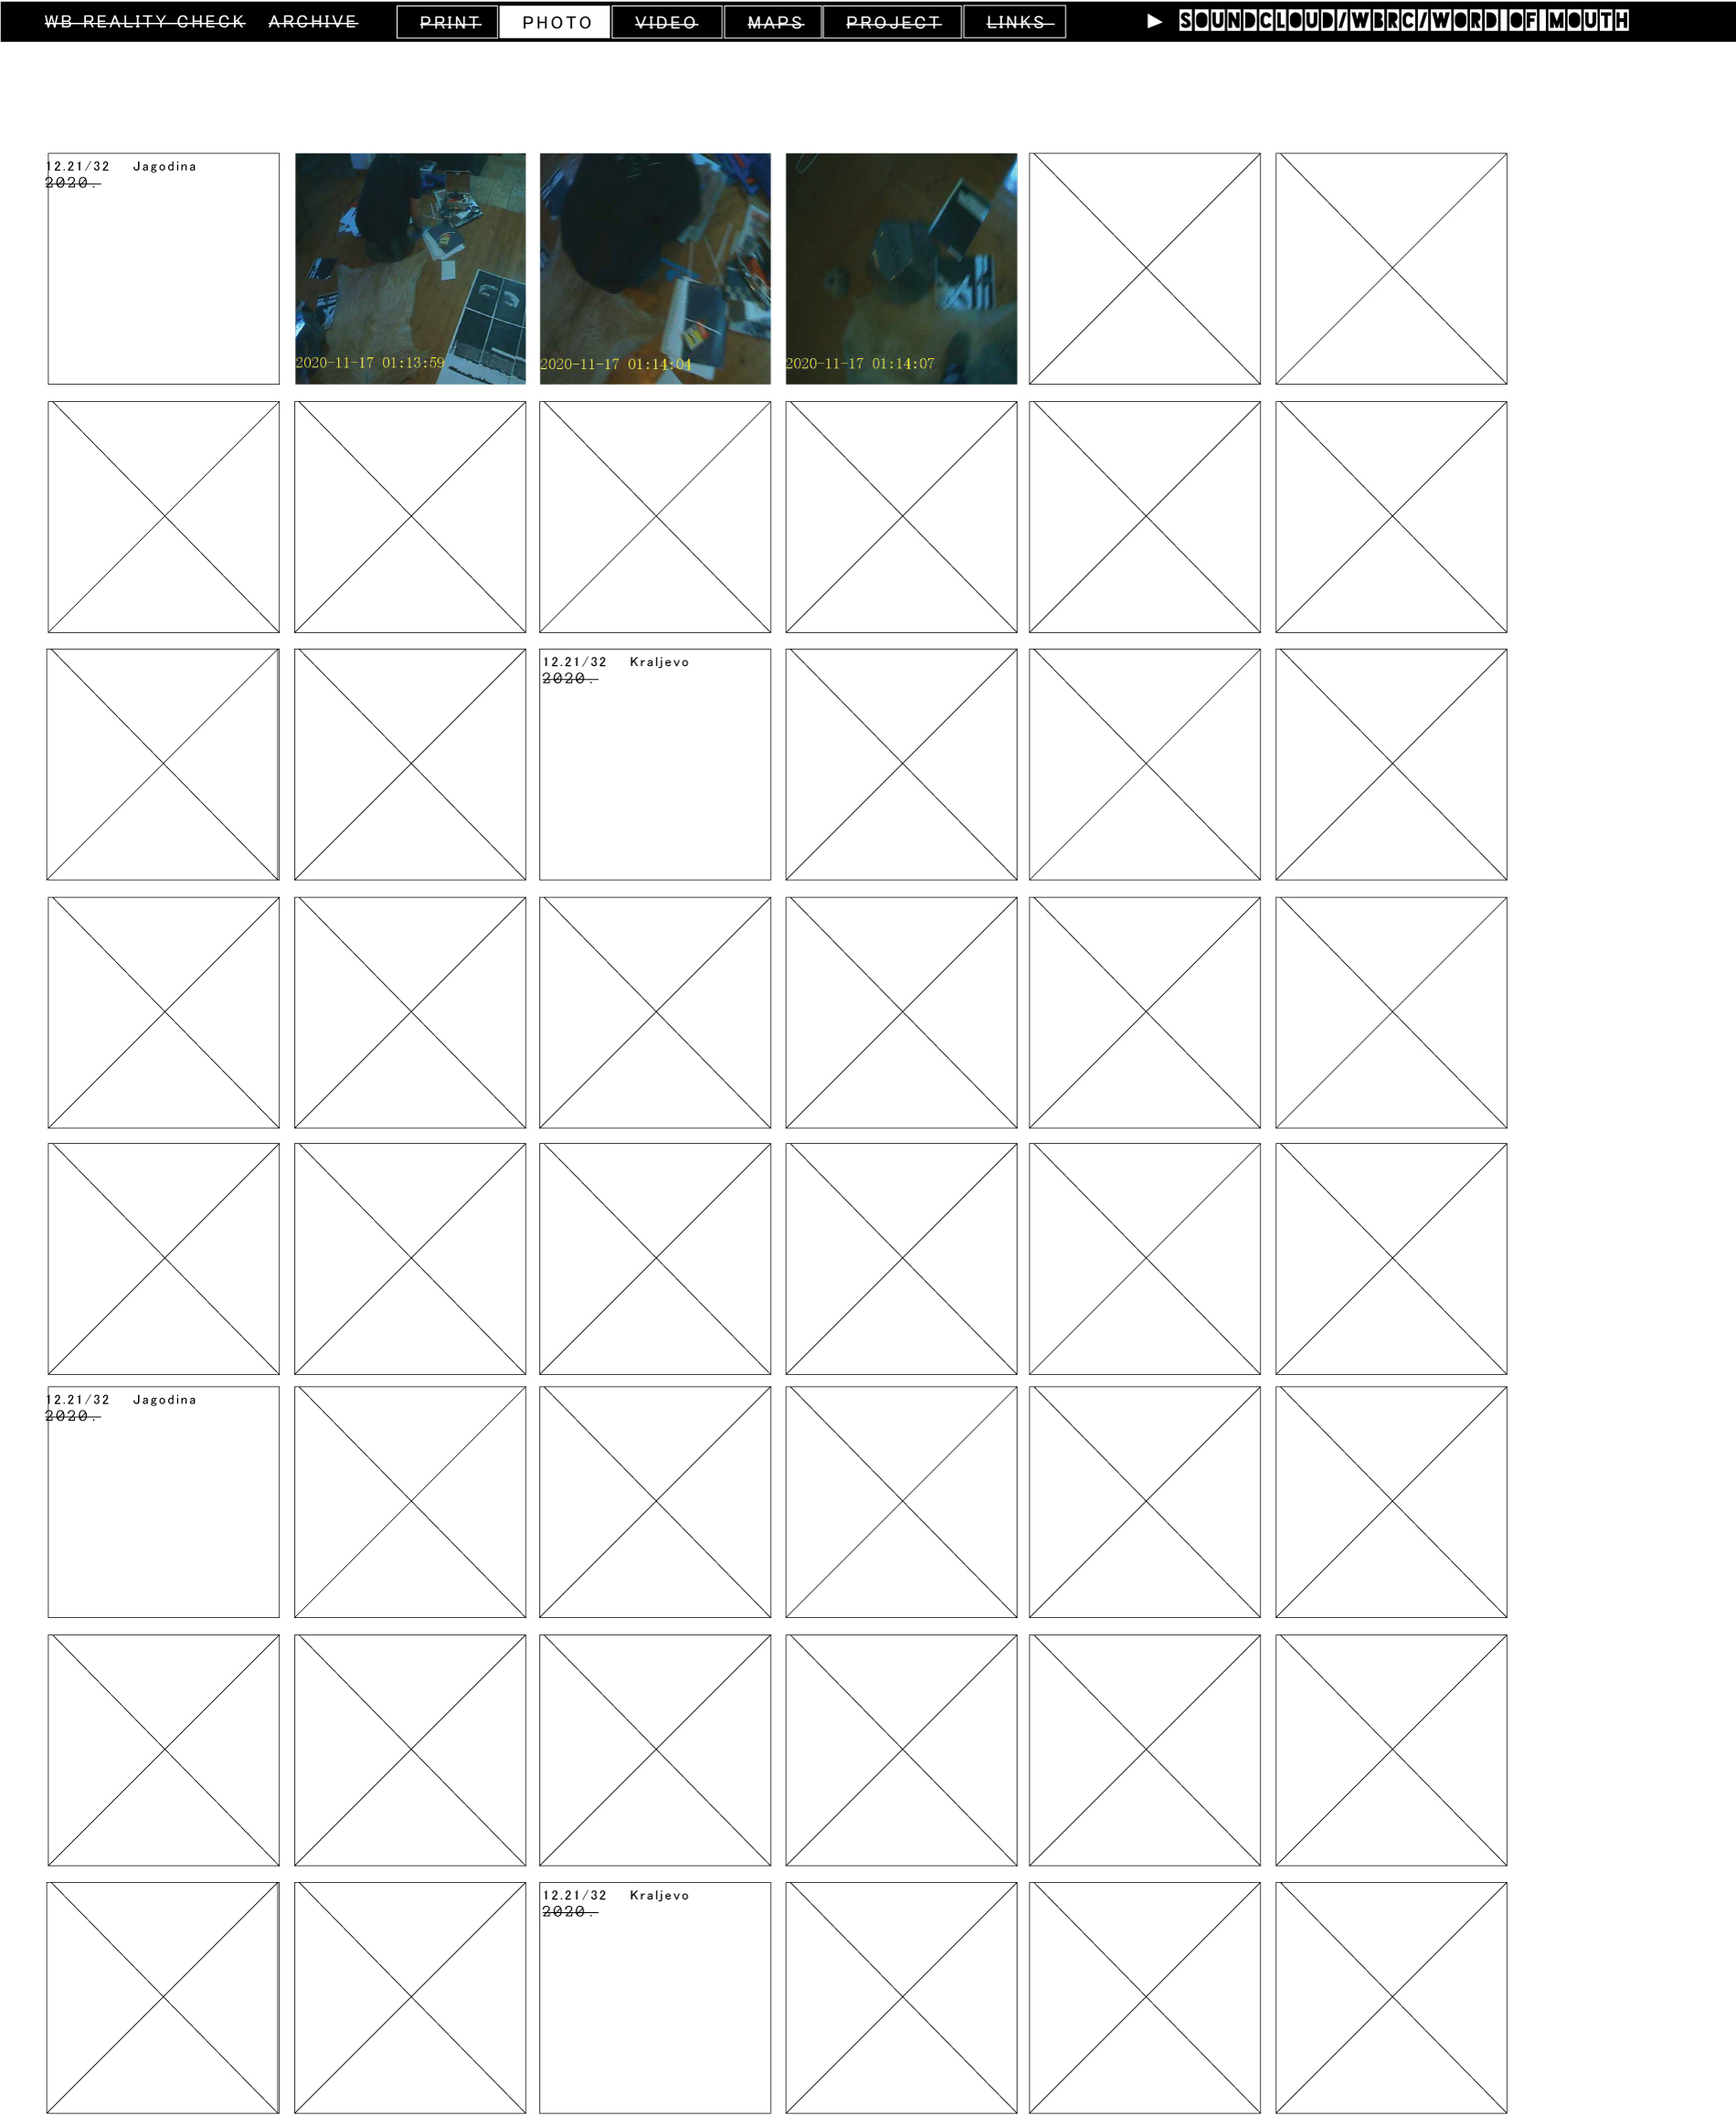 WB REALITY CHECK ARCHIVE PRINT PHOTO VIDEO MAPS PROJECT LINKS ▶ SOUNDCLOUD/WBRC/WORD OF MOUTH
12.21/32 Jagodina
2020.
2020-11-17 01:13:59
2020-11-17 01:14:04
2020-11-17 01:14:07
12.21/32 Kraljevo
2020.
12.21/32 Jagodina
2020.
12.21/32 Kraljevo
2020.